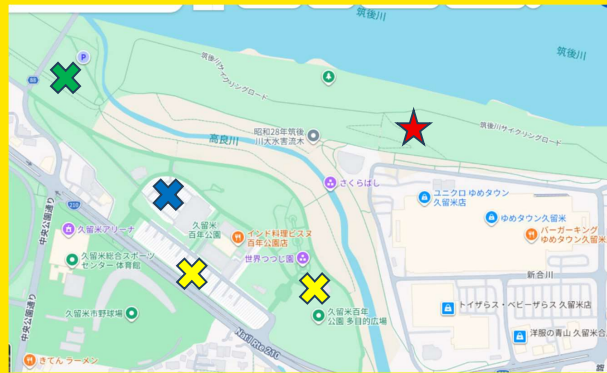 筑後川
筑後川
筑後川サイクリングロード
筑後川サイクリングロード
P
88
高良川
昭和28年筑後
川大水害流木
さくらばし
ユニクロ ゆめタウン
久留米店
ゆめタウン久留米
バーガーキング
ゆめタウン久留米
中央公園通り
210
久留米アリーナ
久留米
百年公園
インド料理ビスヌ
百年公園店
世界つつじ園
久留米総合スポーツ
センター 体育館
新合川
久留米市野球場
久留米百年
公園 多目的広場
トイザらス・ベビーザらス 久留米店
洋服の青山 久留米合
中央公園通り
Nat'l Rte 210
きてん ラーメン